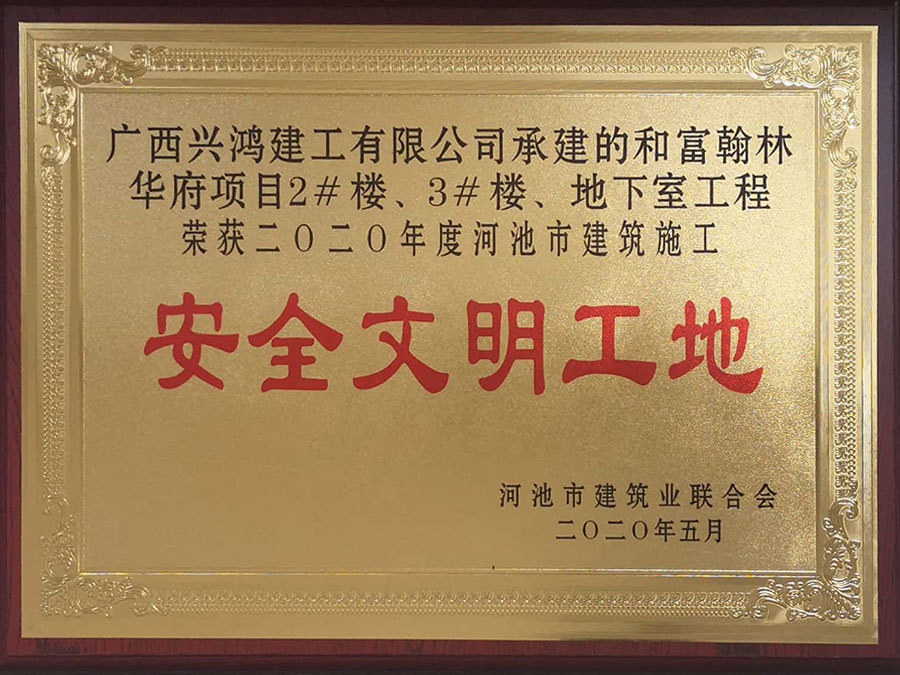 广西兴鸿建工有限公司承建的和富翰林
华府项目2#楼、3#楼、地下室工程
荣获二〇二〇年度河池市建筑施工
安全文明工地
河池市建筑业联合会
二〇二〇年五月